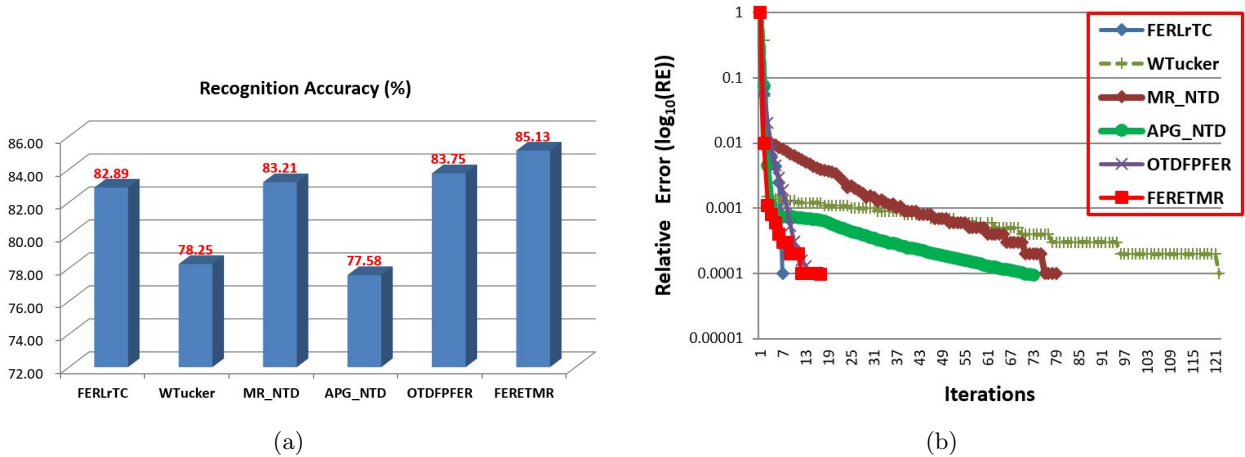 Recognition Accuracy (%)
86.00
84.00
82.00
80.00
78.00
76.00
74.00
72.00
82.89
78.25
83.21
77.58
83.75
85.13
FERLrTC WTucker MR_NTD APG_NTD OTDFPFER FERETMR
(a)
Relative Error (log10(RE))
1
0.1
0.01
0.001
0.0001
0.00001
FERLrTC
WTucker
MR_NTD
APG_NTD
OTDFPFER
FERETMR
1 7 13 19 25 31 37 43 49 55 61 67 73 79 85 91 97 103 109 115 121
Iterations
(b)